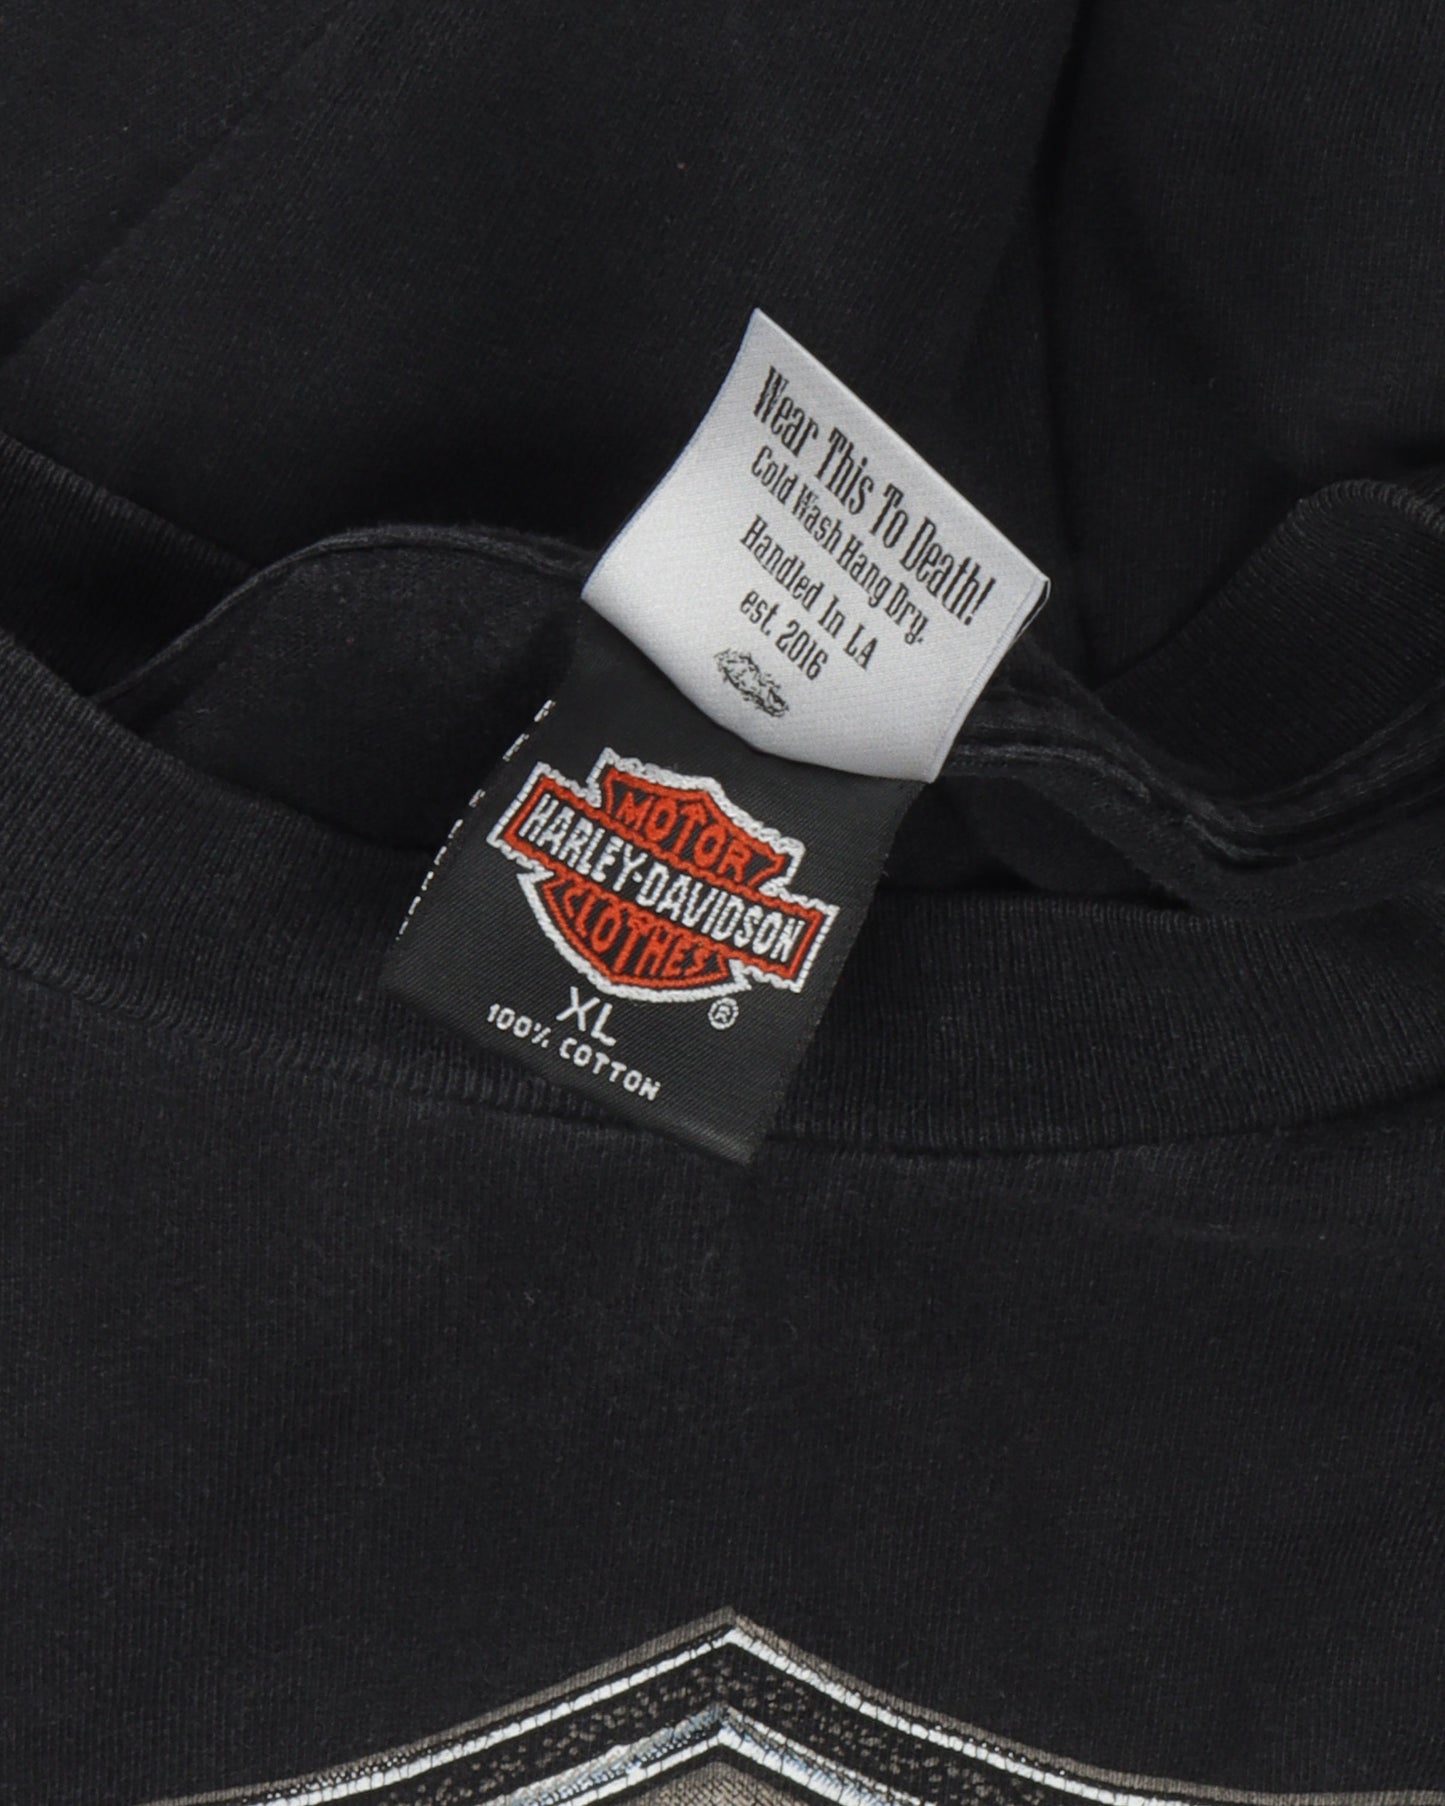 Wear This To Death!
Cold Wash Hang Dry.
Handled In LA
est. 2016
MOTOR
HARLEY-DAVIDSON
CLOTHES
®
XL
100% COTTON